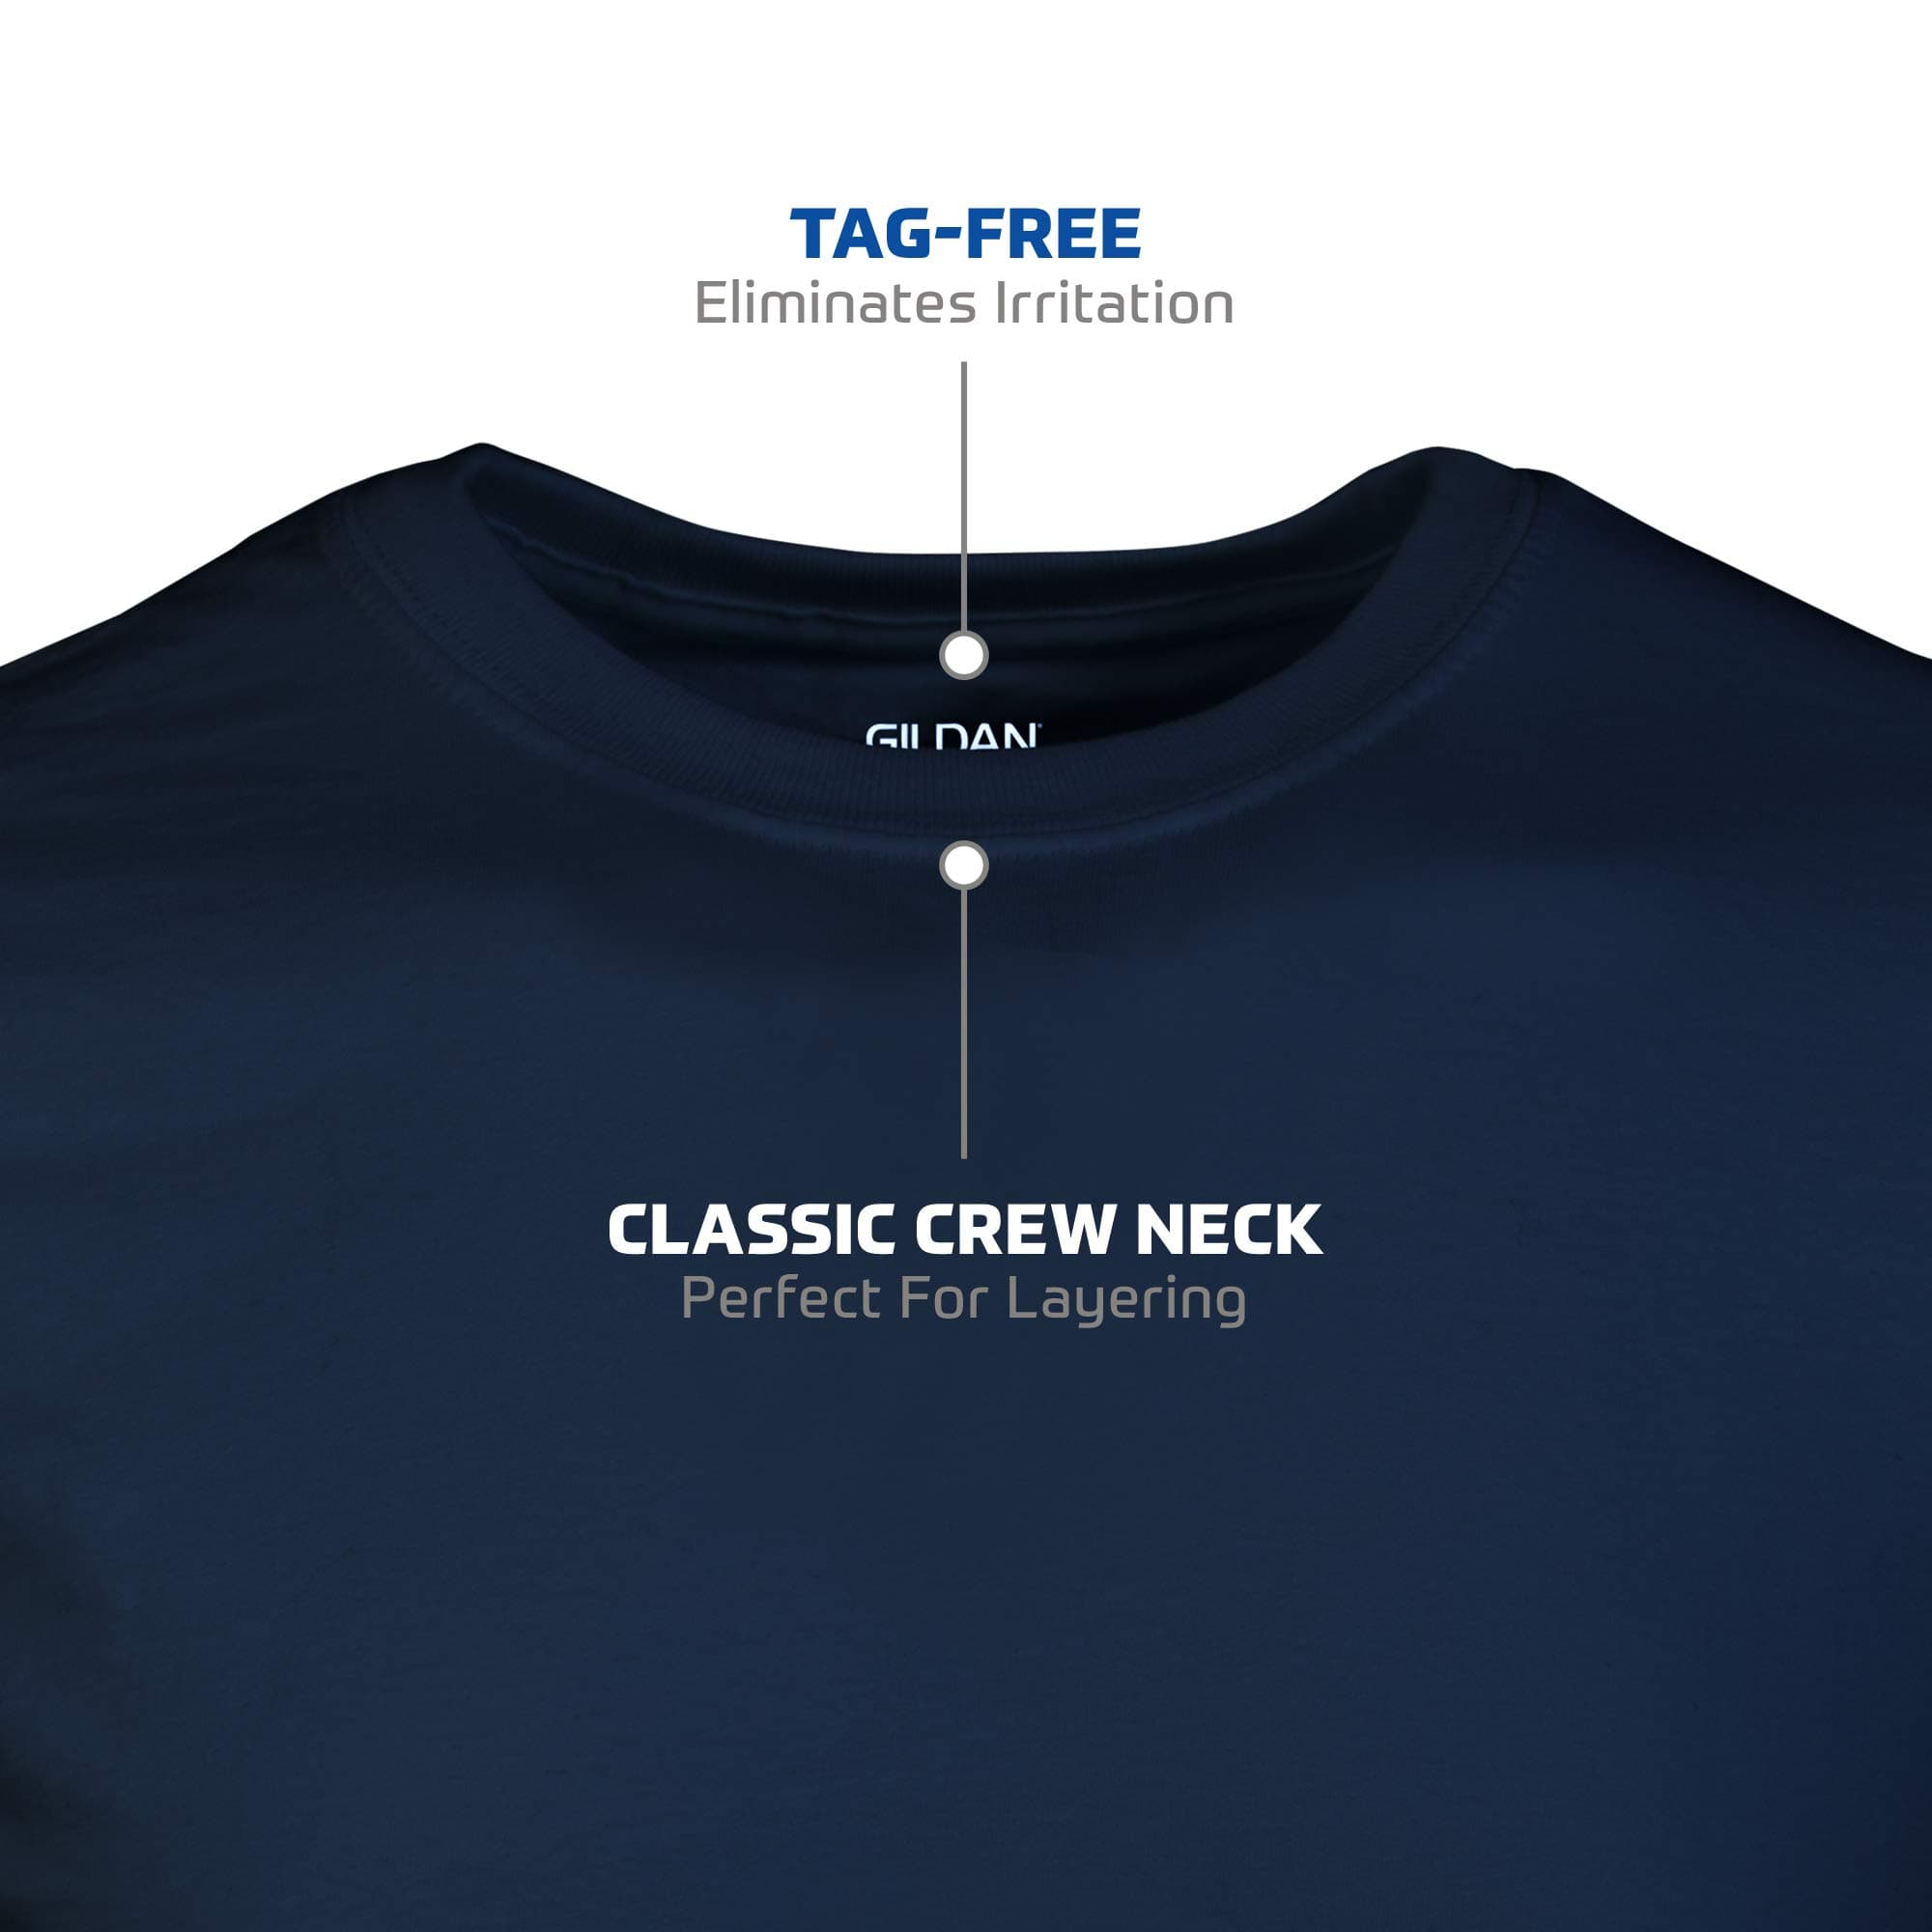 TAG-FREE
Eliminates Irritation
GILDAN
CLASSIC CREW NECK
Perfect For Layering